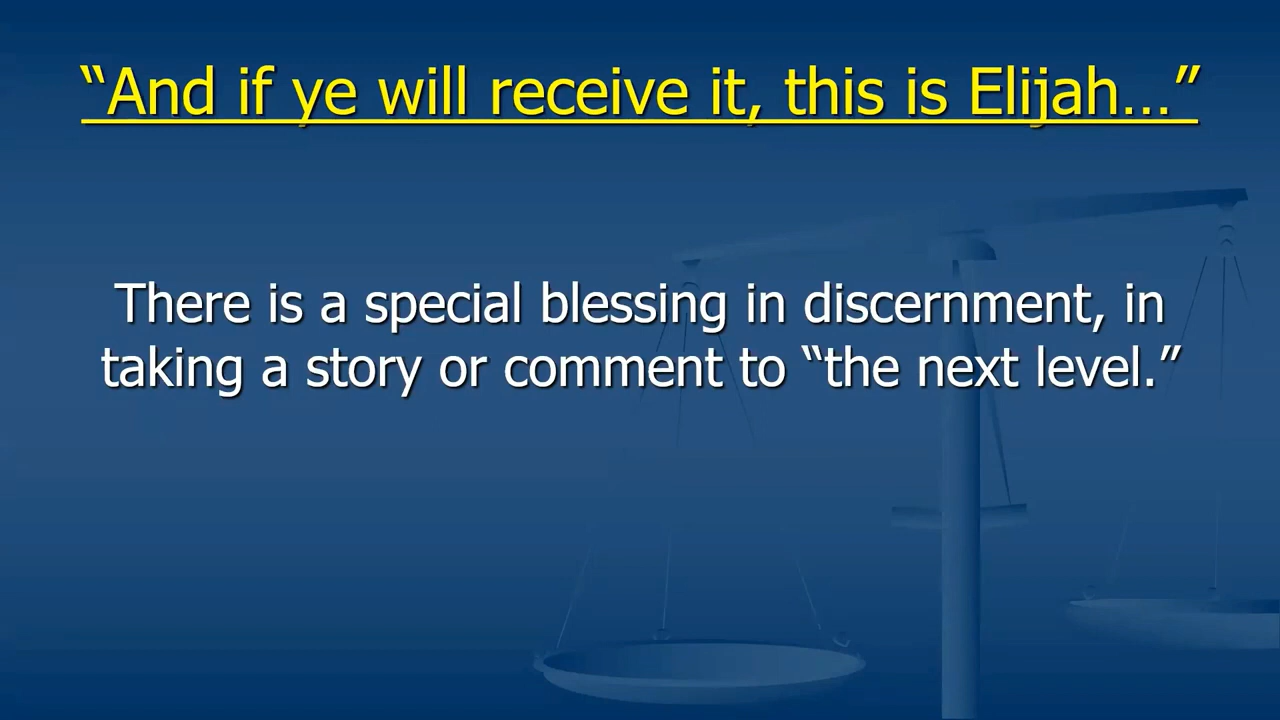 “And if ye will receive it, this is Elijah…”
There is a special blessing in discernment, in
taking a story or comment to “the next level.”